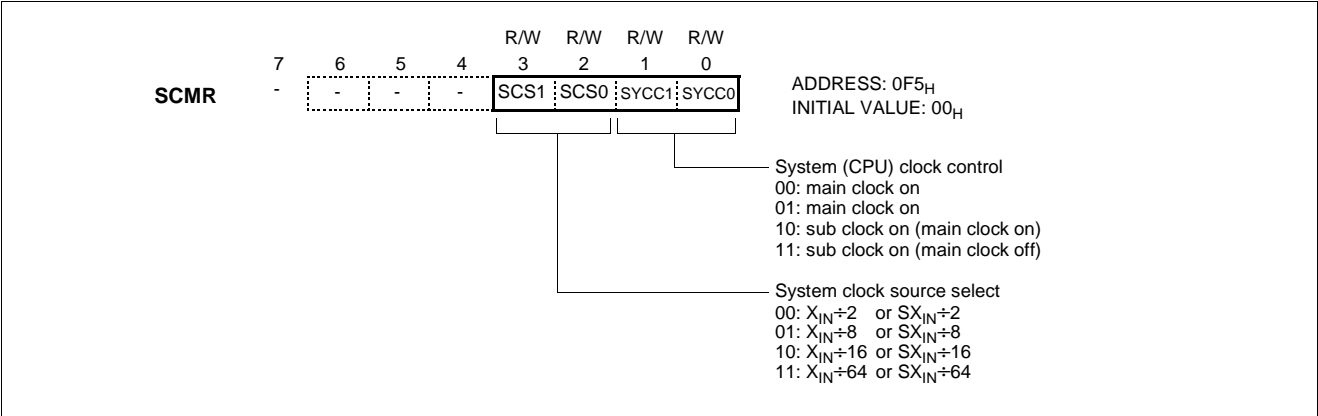 R/W R/W R/W R/W
7 6 5 4 3 2 1 0
SCMR - - - - SCS1 SCS0 SYCC1 SYCC0
ADDRESS: 0F5H
INITIAL VALUE: 00H
System (CPU) clock control
00: main clock on
01: main clock on
10: sub clock on (main clock on)
11: sub clock on (main clock off)
System clock source select
00: XIN÷2 or SXIN÷2
01: XIN÷8 or SXIN÷8
10: XIN÷16 or SXIN÷16
11: XIN÷64 or SXIN÷64